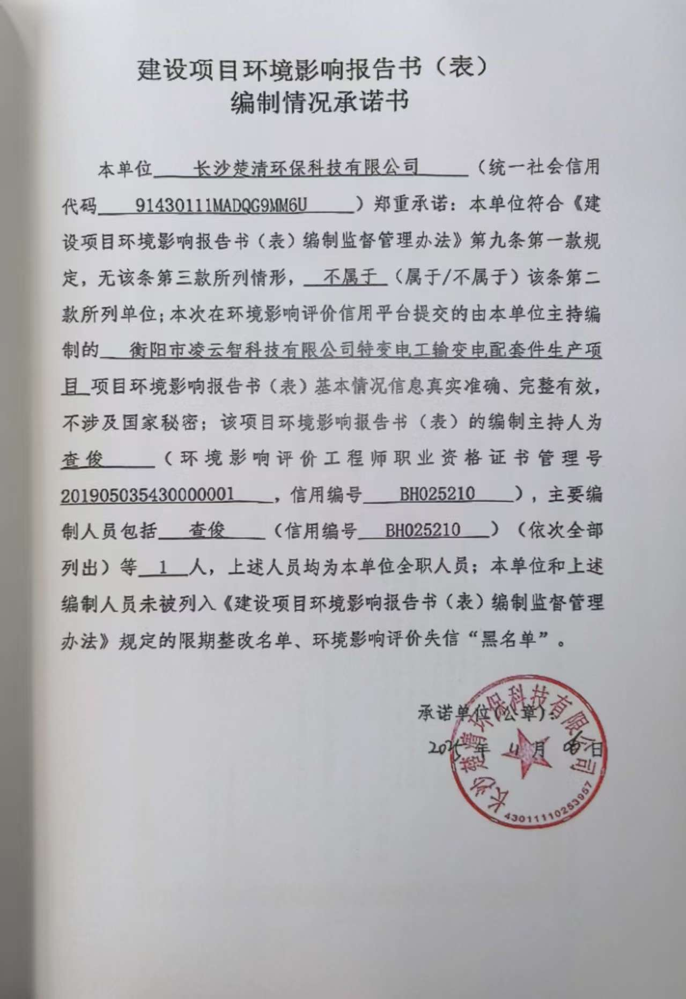 建设项目环境影响报告书（表）
编制情况承诺书
本单位 长沙楚清环保科技有限公司 （统一社会信用
代码 91430111MADQG9MM6U ）郑重承诺：本单位符合《建
设项目环境影响报告书（表）编制监督管理办法》第九条第一款规
定，无该条第三款所列情形， 不属于 （属于/不属于）该条第二
款所列单位；本次在环境影响评价信用平台提交的由本单位主持编
制的 衡阳市凌云智科技有限公司特变电工输变电配套件生产项
目 项目环境影响报告书（表）基本情况信息真实准确、完整有效，
不涉及国家秘密；该项目环境影响报告书（表）的编制主持人为
查俊 （环境影响评价工程师职业资格证书管理号
201905035430000001 ，信用编号 BH025210 ），主要编
制人员包括 查俊 （信用编号 BH025210 ）（依次全部
列出）等 1 人，上述人员均为本单位全职人员；本单位和上述
编制人员未被列入《建设项目环境影响报告书（表）编制监督管理
办法》规定的限期整改名单、环境影响评价失信“黑名单”。
承诺单位(公章)：
2025 年 11 月 06 日
长沙楚清环保科技有限公司
43011110253957